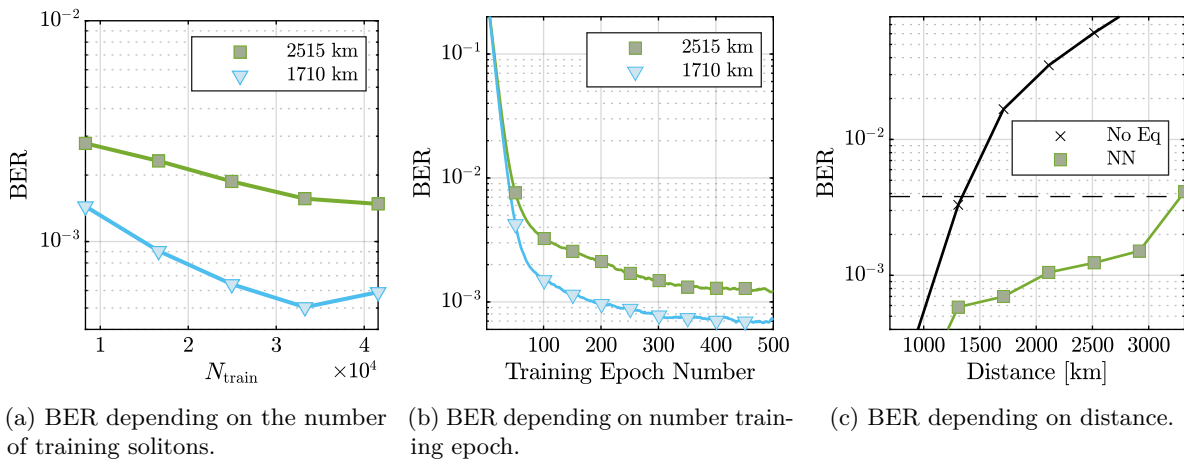 10⁻²
10⁻³
BER
2515 km
1710 km
1
2
3
4
N_train
×10⁴
(a) BER depending on the number
of training solitons.
10⁻¹
10⁻²
10⁻³
BER
2515 km
1710 km
100
200
300
400
500
Training Epoch Number
(b) BER depending on number train-
ing epoch.
10⁻²
10⁻³
BER
No Eq
NN
1000
1500
2000
2500
3000
Distance [km]
(c) BER depending on distance.